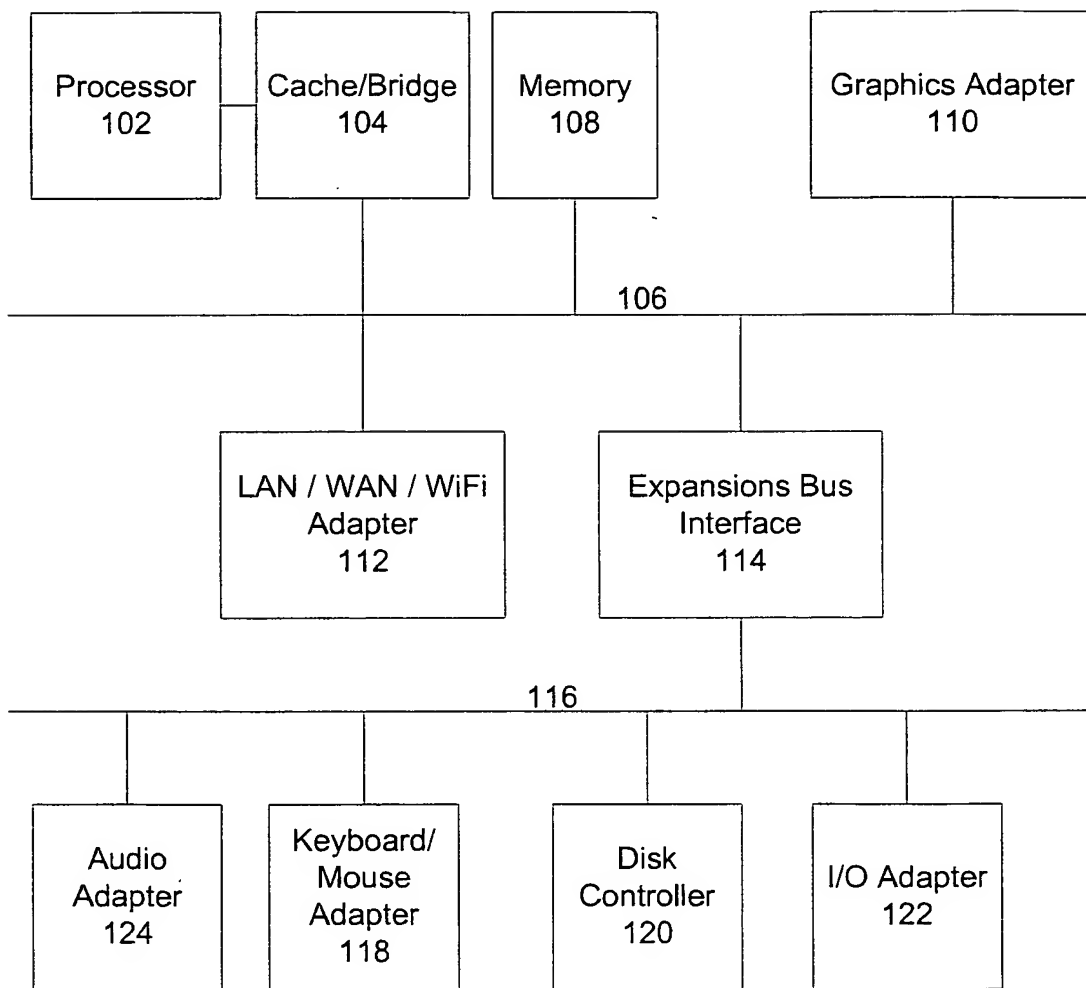 Processor
102
Cache/Bridge
104
Memory
108
Graphics Adapter
110
106
LAN / WAN / WiFi
Adapter
112
Expansions Bus
Interface
114
116
Audio
Adapter
124
Keyboard/
Mouse
Adapter
118
Disk
Controller
120
I/O Adapter
122